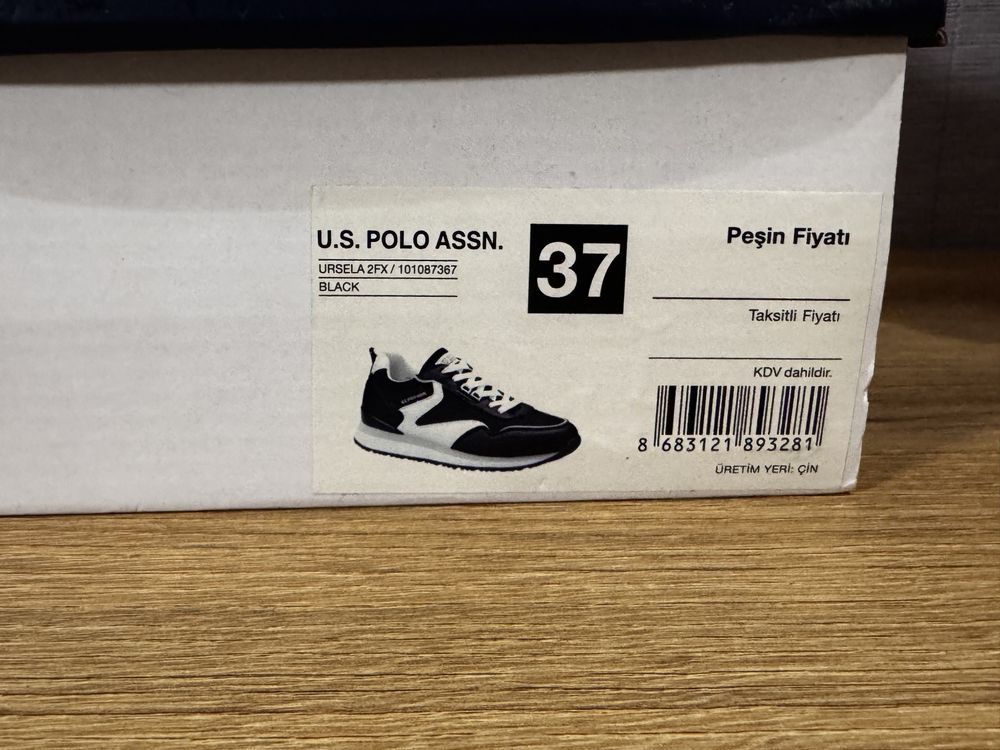 U.S. POLO ASSN.
URSELA 2FX / 101087367
BLACK
37
Peşin Fiyatı
Taksitli Fiyatı
KDV dahildir.
8 683121 893281
ÜRETİM YERİ: ÇİN